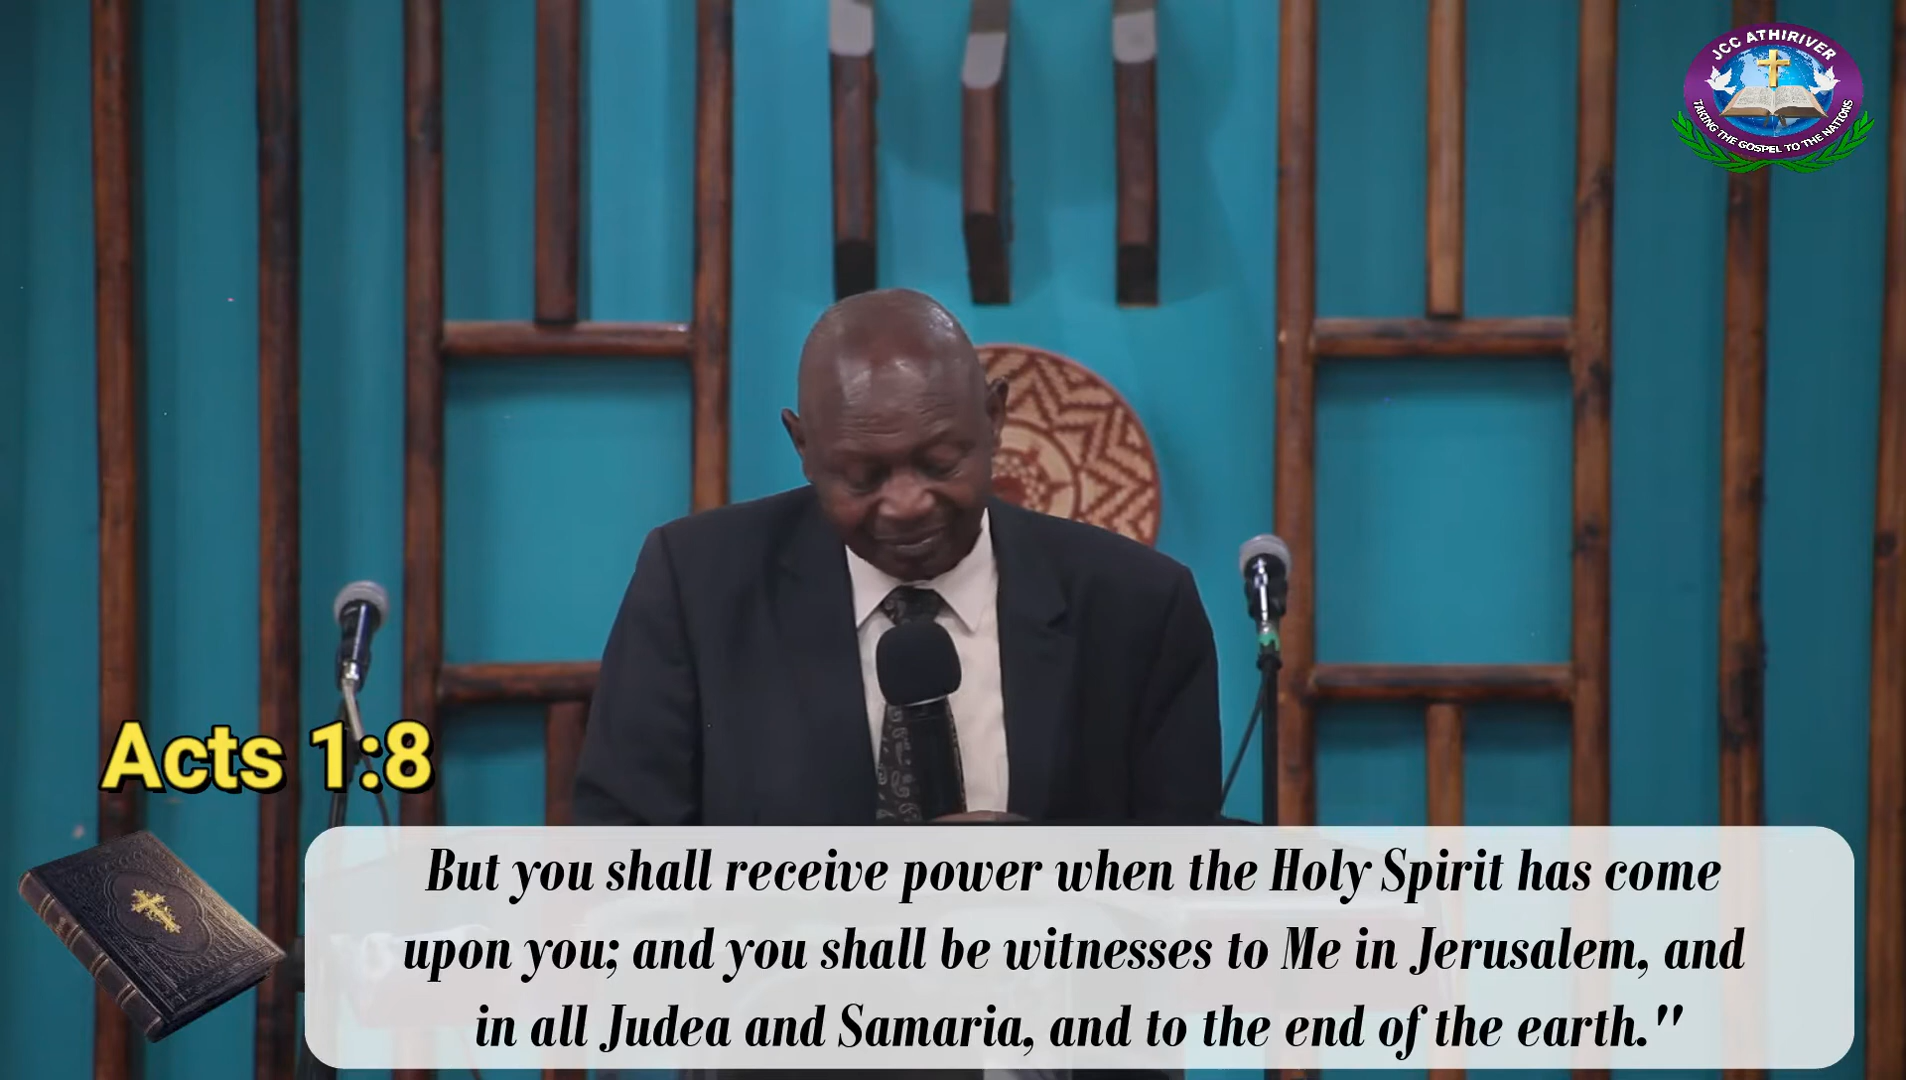 JCC ATHIRIVER
TAKING THE GOSPEL TO THE NATIONS
Acts 1:8
But you shall receive power when the Holy Spirit has come
upon you; and you shall be witnesses to Me in Jerusalem, and
in all Judea and Samaria, and to the end of the earth."